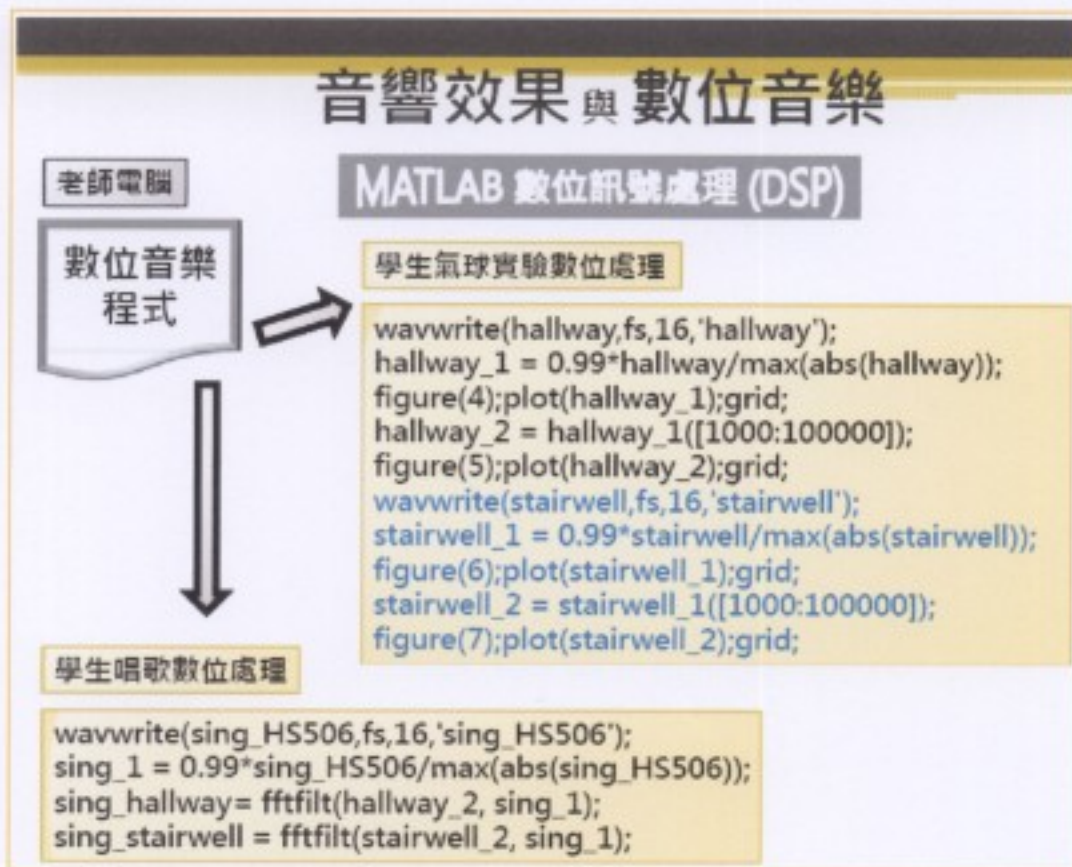 音響效果 與 數位音樂
老師電腦
MATLAB 數位訊號處理 (DSP)
數位音樂
程式
學生氣球實驗數位處理
wavwrite(hallway,fs,16,'hallway');
hallway_1 = 0.99*hallway/max(abs(hallway));
figure(4);plot(hallway_1);grid;
hallway_2 = hallway_1([1000:100000]);
figure(5);plot(hallway_2);grid;
wavwrite(stairwell,fs,16,'stairwell');
stairwell_1 = 0.99*stairwell/max(abs(stairwell));
figure(6);plot(stairwell_1);grid;
stairwell_2 = stairwell_1([1000:100000]);
figure(7);plot(stairwell_2);grid;
學生唱歌數位處理
wavwrite(sing_HS506,fs,16,'sing_HS506');
sing_1 = 0.99*sing_HS506/max(abs(sing_HS506));
sing_hallway= fftfilt(hallway_2, sing_1);
sing_stairwell = fftfilt(stairwell_2, sing_1);